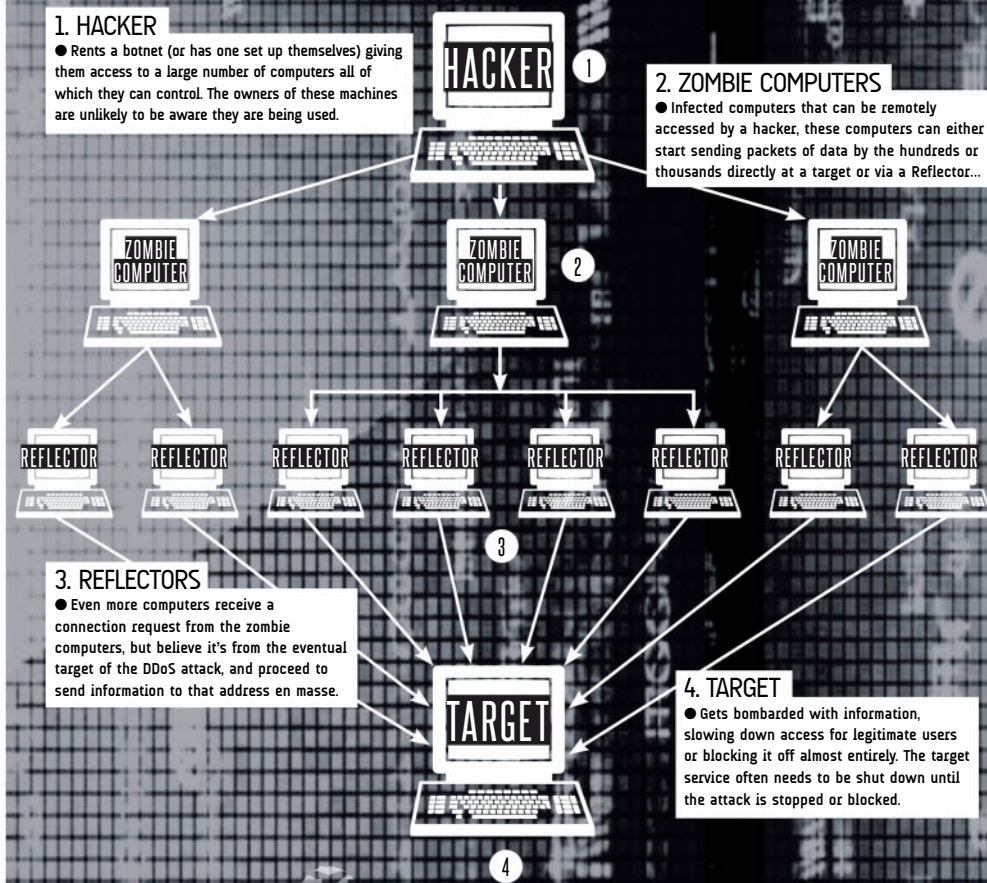 1. HACKER
● Rents a botnet (or has one set up themselves) giving
them access to a large number of computers all of
which they can control. The owners of these machines
are unlikely to be aware they are being used.
HACKER
1
2. ZOMBIE COMPUTERS
● Infected computers that can be remotely
accessed by a hacker, these computers can either
start sending packets of data by the hundreds or
thousands directly at a target or via a Reflector...
ZOMBIE
COMPUTER
ZOMBIE
COMPUTER
2
ZOMBIE
COMPUTER
REFLECTOR
REFLECTOR
REFLECTOR
REFLECTOR
REFLECTOR
REFLECTOR
REFLECTOR
REFLECTOR
3
3. REFLECTORS
● Even more computers receive a
connection request from the zombie
computers, but believe it's from the eventual
target of the DDoS attack, and proceed to
send information to that address en masse.
TARGET
4. TARGET
● Gets bombarded with information,
slowing down access for legitimate users
or blocking it off almost entirely. The target
service often needs to be shut down until
the attack is stopped or blocked.
4